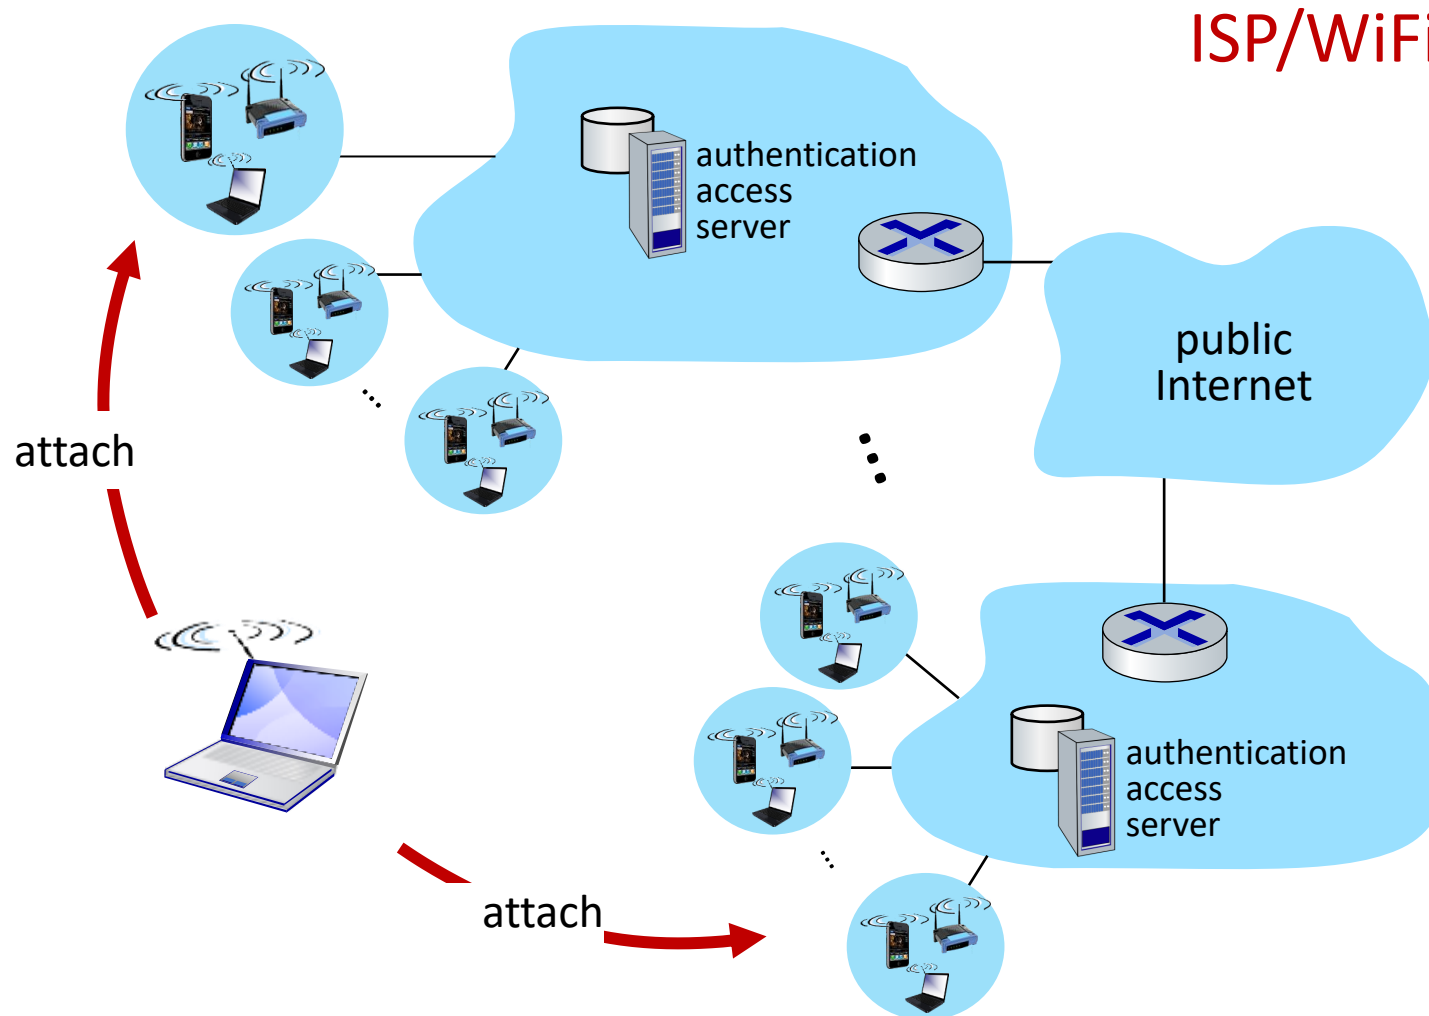 ISP/WiFi
authentication
access
server
public
Internet
attach
authentication
access
server
attach